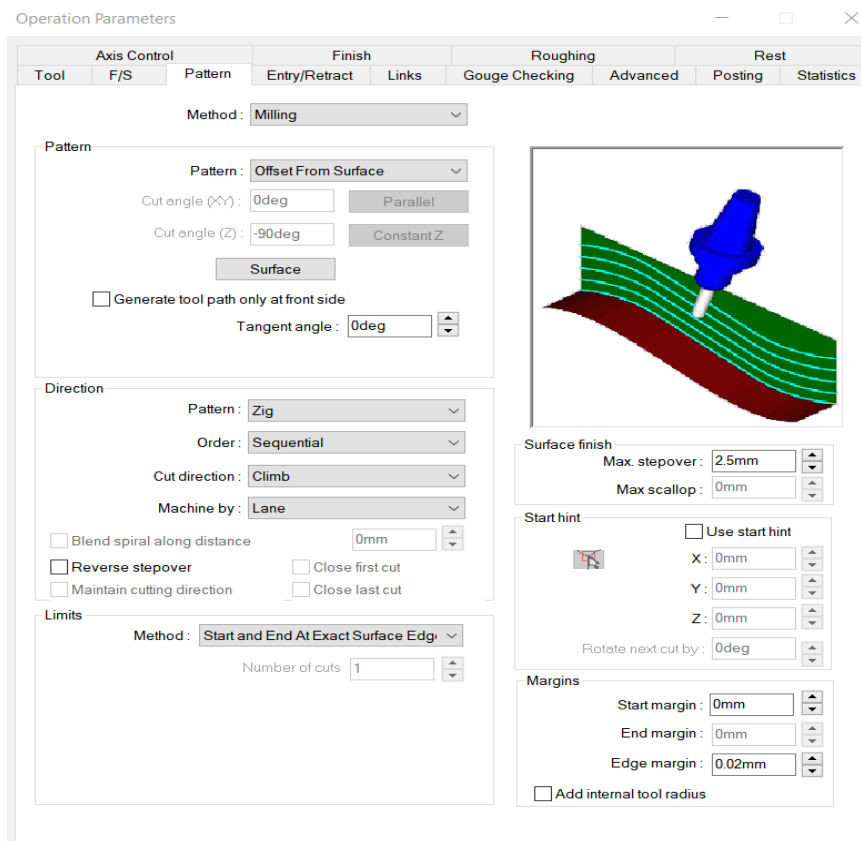 Operation Parameters
Axis Control Finish Roughing Rest
Tool F/S Pattern Entry/Retract Links Gouge Checking Advanced Posting Statistics
Method : Milling
Pattern
Pattern : Offset From Surface
Cut angle (XY) : 0deg Parallel
Cut angle (Z) : -90deg Constant Z
Surface
Generate tool path only at front side
Tangent angle : 0deg
Direction
Pattern : Zig
Order : Sequential
Cut direction : Climb
Machine by : Lane
Blend spiral along distance 0mm
Reverse stepover Close first cut
Maintain cutting direction Close last cut
Limits
Method : Start and End At Exact Surface Edg
Number of cuts 1
Surface finish
Max. stepover : 2.5mm
Max scallop : 0mm
Start hint
Use start hint
X : 0mm
Y : 0mm
Z : 0mm
Rotate next cut by : 0deg
Margins
Start margin : 0mm
End margin : 0mm
Edge margin : 0.02mm
Add internal tool radius